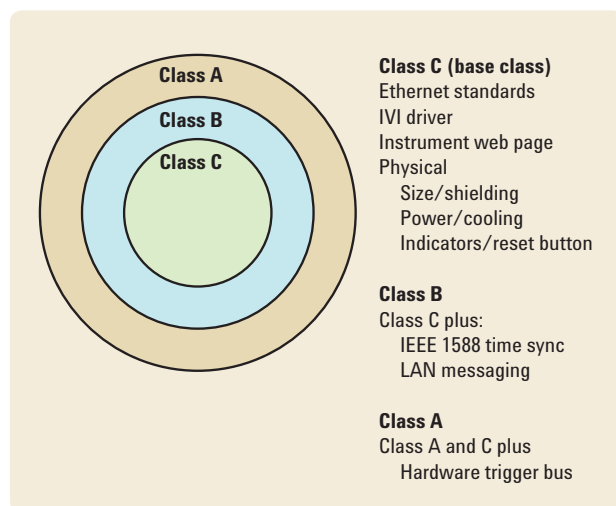 Class A
Class B
Class C
Class C (base class)
Ethernet standards
IVI driver
Instrument web page
Physical
Size/shielding
Power/cooling
Indicators/reset button
Class B
Class C plus:
IEEE 1588 time sync
LAN messaging
Class A
Class A and C plus
Hardware trigger bus